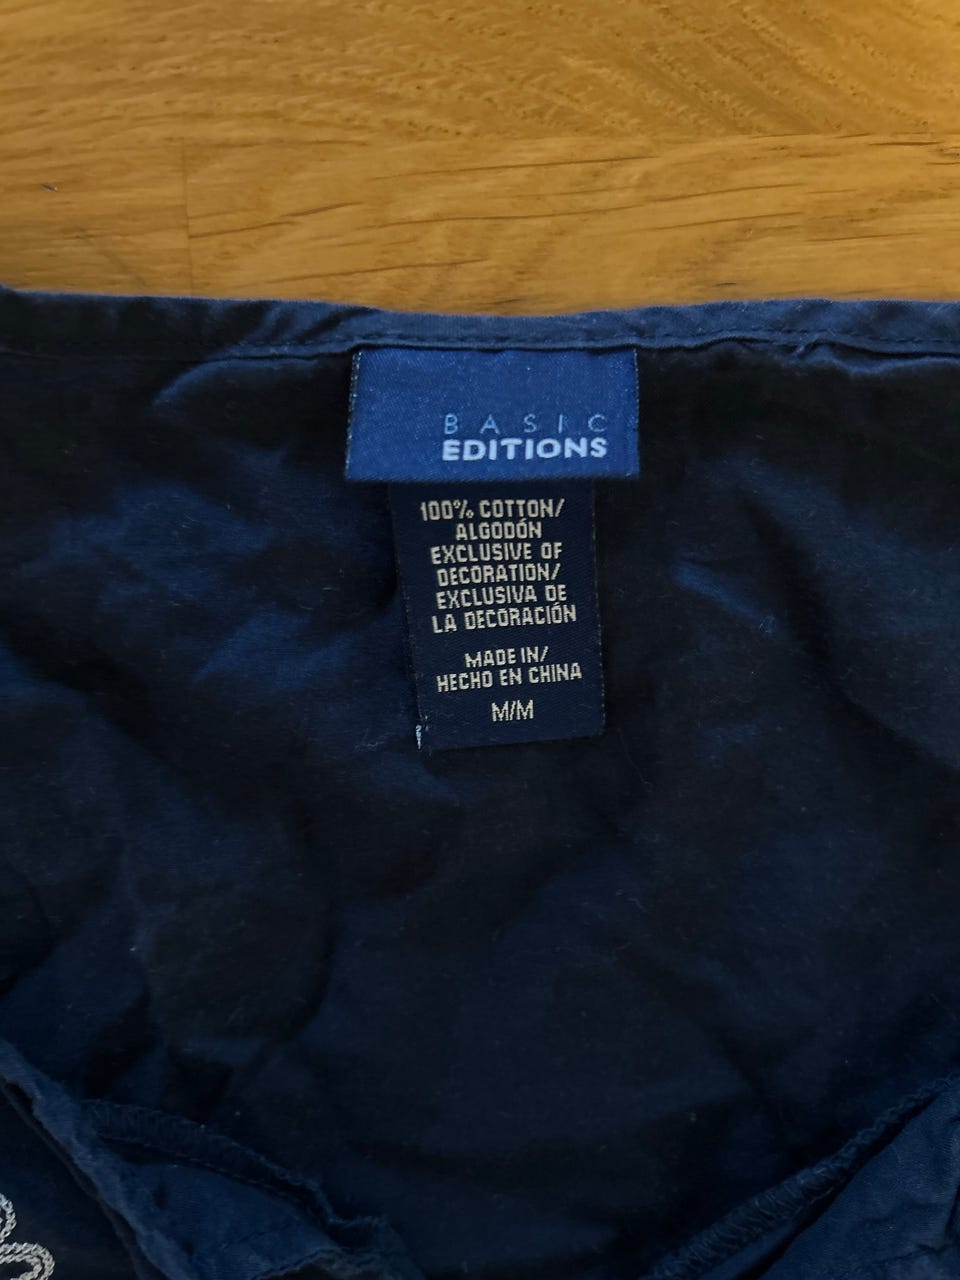 BASIC
EDITIONS
100% COTTON/
ALGODÓN
EXCLUSIVE OF
DECORATION/
EXCLUSIVA DE
LA DECORACIÓN
MADE IN/
HECHO EN CHINA
M/M